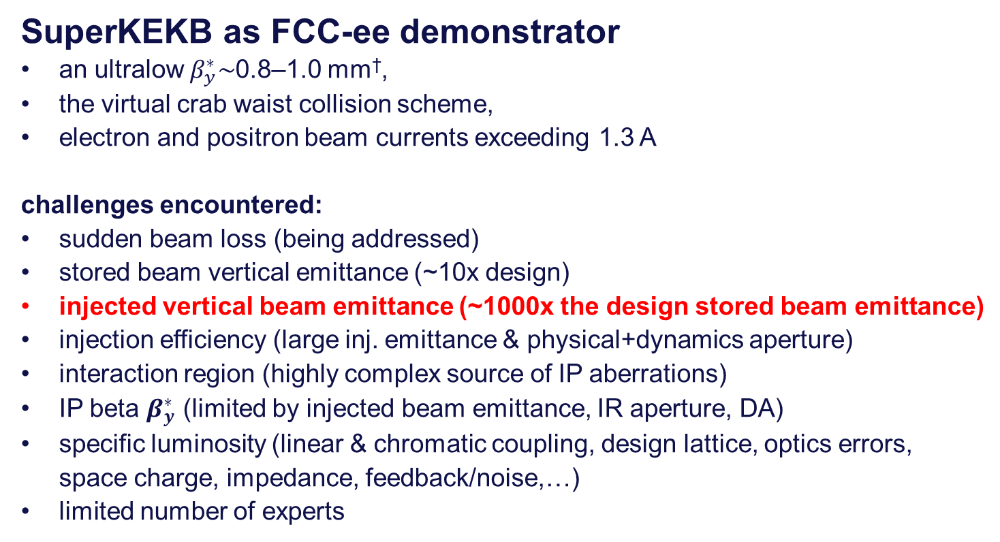 SuperKEKB as FCC-ee demonstrator
• an ultralow β*y ~0.8–1.0 mm†,
• the virtual crab waist collision scheme,
• electron and positron beam currents exceeding 1.3 A
challenges encountered:
• sudden beam loss (being addressed)
• stored beam vertical emittance (~10x design)
• injected vertical beam emittance (~1000x the design stored beam emittance)
• injection efficiency (large inj. emittance & physical+dynamics aperture)
• interaction region (highly complex source of IP aberrations)
• IP beta β*y (limited by injected beam emittance, IR aperture, DA)
• specific luminosity (linear & chromatic coupling, design lattice, optics errors,
space charge, impedance, feedback/noise,…)
• limited number of experts